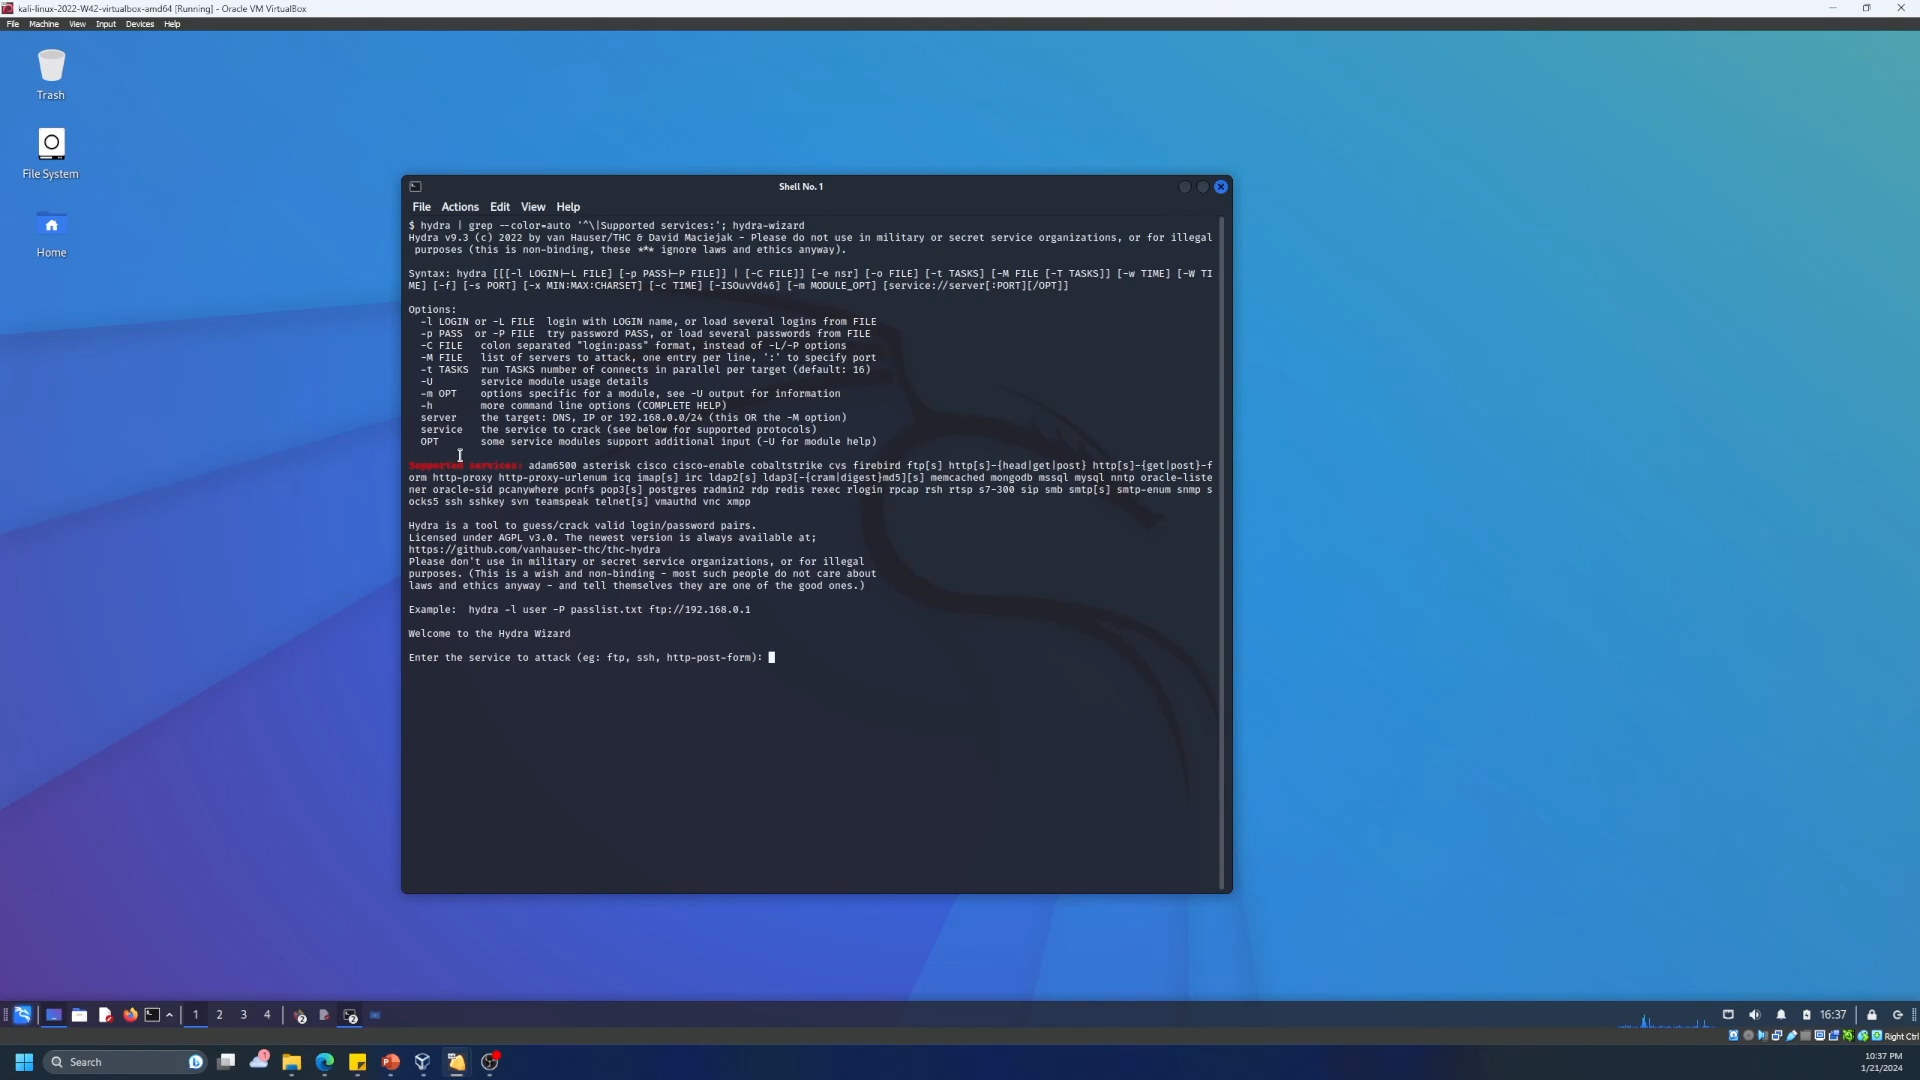 kali-linux-2022-W42-virtualbox-amd64 [Running] - Oracle VM VirtualBox
File Machine View Input Devices Help
Trash
File System
Home
Shell No. 1
File Actions Edit View Help
$ hydra | grep --color=auto '^\|Supported services:'; hydra-wizard
Hydra v9.3 (c) 2022 by van Hauser/THC & David Maciejak - Please do not use in military or secret service organizations, or for illegal
purposes (this is non-binding, these *** ignore laws and ethics anyway).
Syntax: hydra [[[-l LOGIN|-L FILE] [-p PASS|-P FILE]] | [-C FILE]] [-e nsr] [-o FILE] [-t TASKS] [-M FILE [-T TASKS]] [-w TIME] [-W TI
ME] [-f] [-s PORT] [-x MIN:MAX:CHARSET] [-c TIME] [-ISOuvVd46] [-m MODULE_OPT] [service://server[:PORT][/OPT]]
Options:
-l LOGIN or -L FILE login with LOGIN name, or load several logins from FILE
-p PASS or -P FILE try password PASS, or load several passwords from FILE
-C FILE colon separated "login:pass" format, instead of -L/-P options
-M FILE list of servers to attack, one entry per line, ':' to specify port
-t TASKS run TASKS number of connects in parallel per target (default: 16)
-U service module usage details
-m OPT options specific for a module, see -U output for information
-h more command line options (COMPLETE HELP)
server the target: DNS, IP or 192.168.0.0/24 (this OR the -M option)
service the service to crack (see below for supported protocols)
OPT some service modules support additional input (-U for module help)
Supported services: adam6500 asterisk cisco cisco-enable cobaltstrike cvs firebird ftp[s] http[s]-{head|get|post} http[s]-{get|post}-f
orm http-proxy http-proxy-urlenum icq imap[s] irc ldap2[s] ldap3[-{cram|digest}md5][s] memcached mongodb mssql mysql nntp oracle-liste
ner oracle-sid pcanywhere pcnfs pop3[s] postgres radmin2 rdp redis rexec rlogin rpcap rsh rtsp s7-300 sip smb smtp[s] smtp-enum snmp s
ocks5 ssh sshkey svn teamspeak telnet[s] vmauthd vnc xmpp
Hydra is a tool to guess/crack valid login/password pairs.
Licensed under AGPL v3.0. The newest version is always available at;
https://github.com/vanhauser-thc/thc-hydra
Please don't use in military or secret service organizations, or for illegal
purposes. (This is a wish and non-binding - most such people do not care about
laws and ethics anyway - and tell themselves they are one of the good ones.)
Example: hydra -l user -P passlist.txt ftp://192.168.0.1
Welcome to the Hydra Wizard
Enter the service to attack (eg: ftp, ssh, http-post-form):
1 2 3 4
2
2
16:37
Right Ctrl
Search
1
10:37 PM
1/21/2024